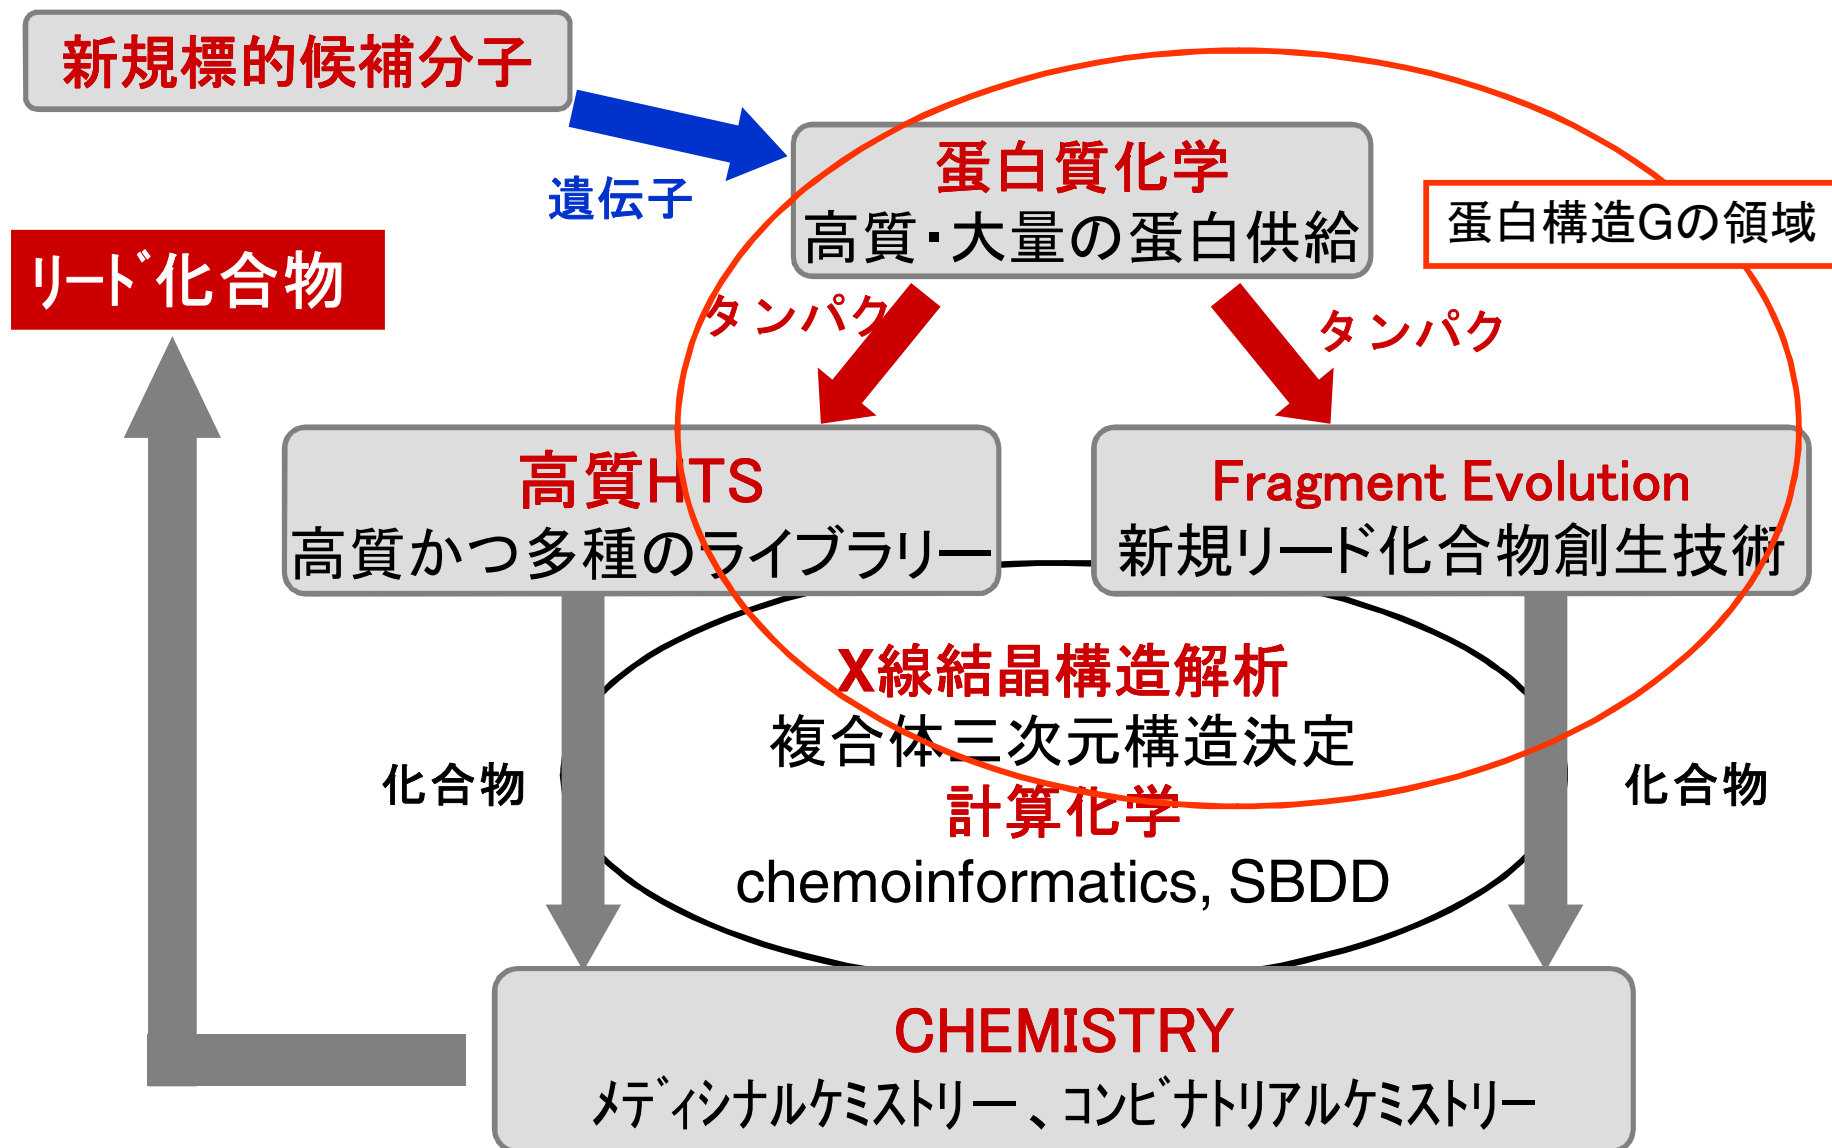 新規標的候補分子
遺伝子
蛋白質化学
高質・大量の蛋白供給
蛋白構造Gの領域
リード化合物
タンパク
タンパク
高質HTS
高質かつ多種のライブラリー
Fragment Evolution
新規リード化合物創生技術
X線結晶構造解析
複合体三次元構造決定
計算化学
chemoinformatics, SBDD
化合物
化合物
CHEMISTRY
メディシナルケミストリー、コンビナトリアルケミストリー